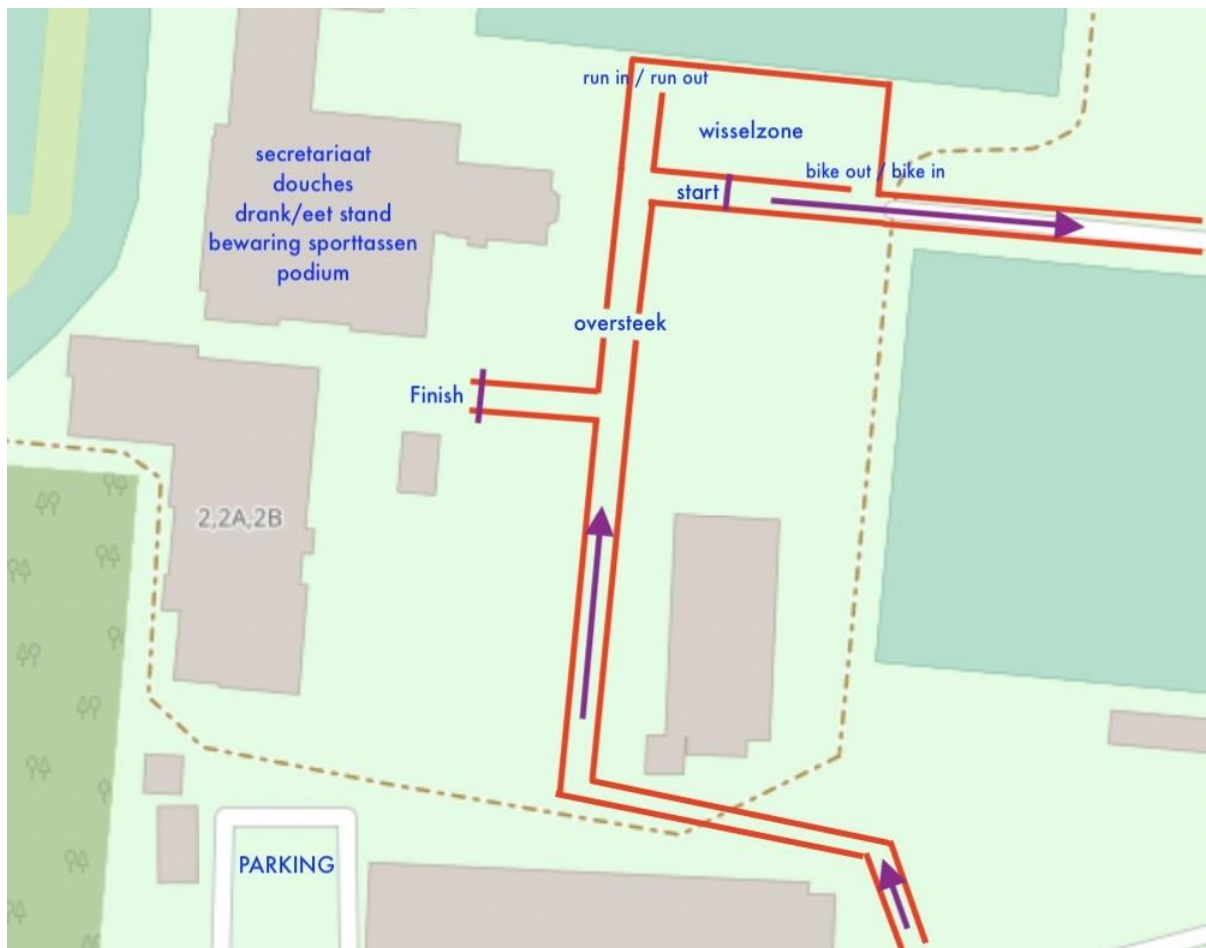 run in / run out
wisselzone
secretariaat
douches
drank/eet stand
bewaring sporttassen
podium
bike out / bike in
start
oversteek
Finish
2,2A,2B
PARKING